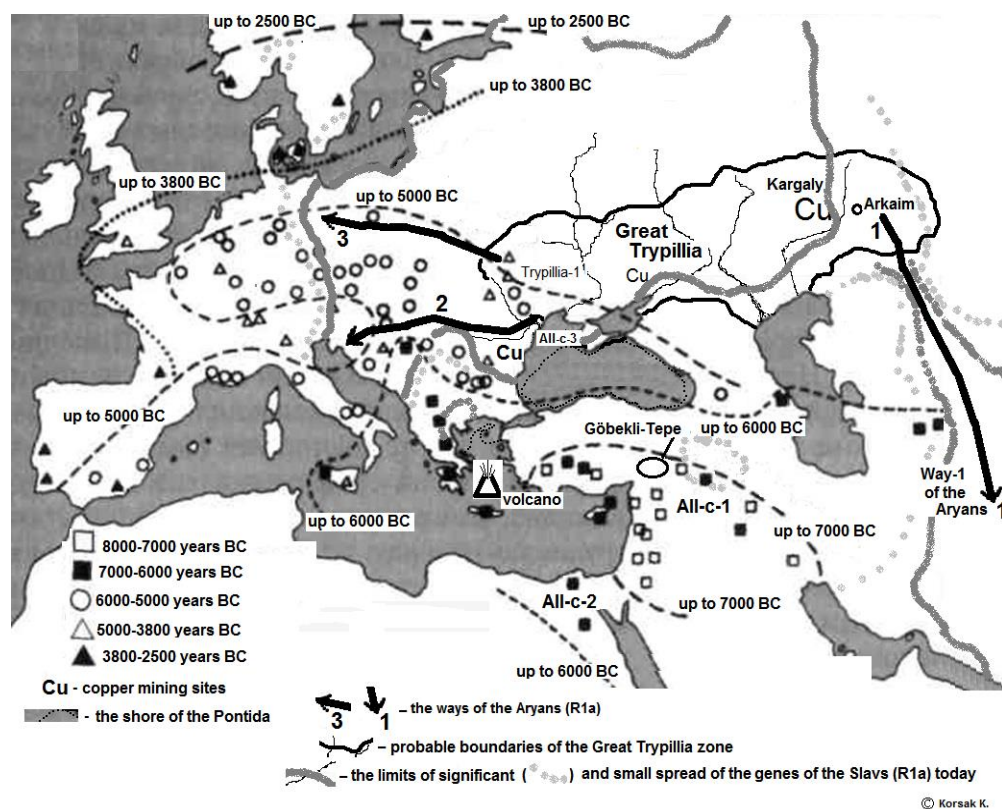 up to 2500 BC
up to 2500 BC
up to 3800 BC
up to 3800 BC
up to 5000 BC
Kargaly
Cu
Arkaim
1
3
Great
Trypillia
Trypillia-1
Cu
2
All-c-3
Cu
up to 5000 BC
up to 6000 BC
Göbekli-Tepe
Way-1
of the
Aryans
1
volcano
All-c-1
up to 6000 BC
up to 7000 BC
8000-7000 years BC
7000-6000 years BC
6000-5000 years BC
5000-3800 years BC
3800-2500 years BC
All-c-2
up to 7000 BC
up to 6000 BC
Cu - copper mining sites
- the shore of the Pontida
3 1 – the ways of the Aryans (R1a)
– probable boundaries of the Great Trypillia zone
– the limits of significant ( ) and small spread of the genes of the Slavs (R1a) today
© Korsak K.